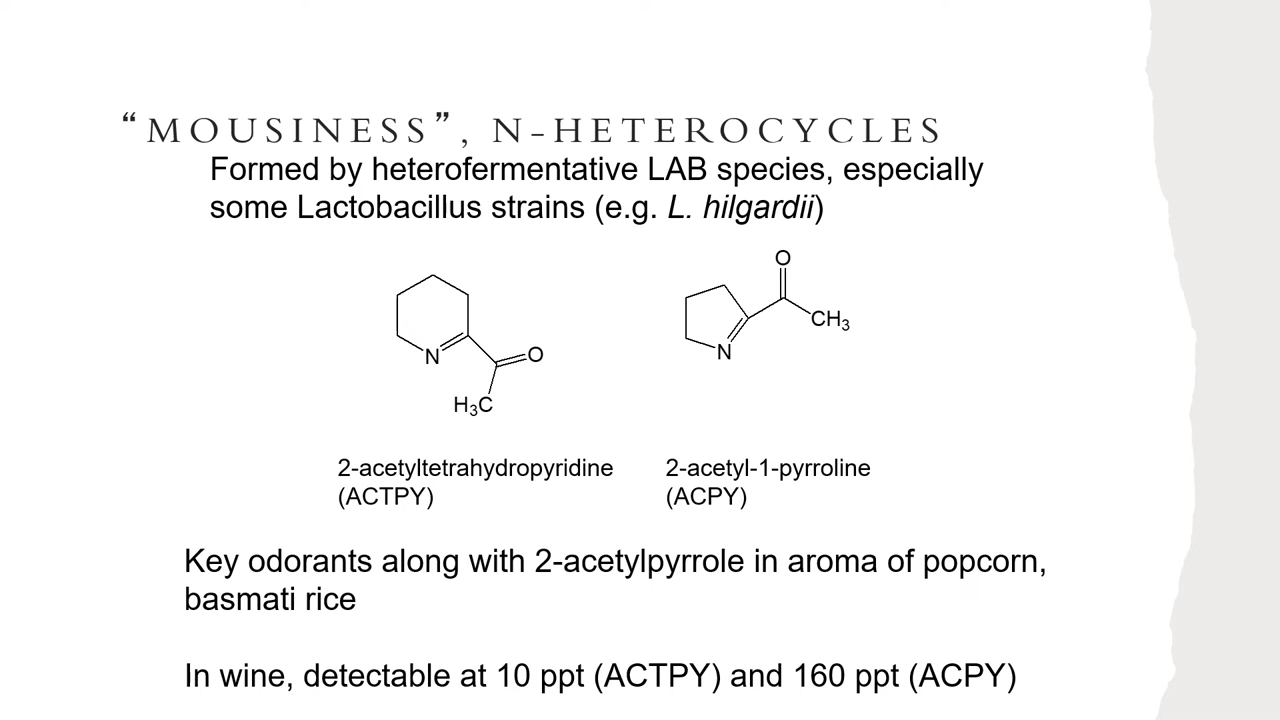 “MOUSINESS”, N-HETEROCYCLES
Formed by heterofermentative LAB species, especially
some Lactobacillus strains (e.g. L. hilgardii)
O
CH3
N
N
O
H3C
2-acetyltetrahydropyridine
(ACTPY)
2-acetyl-1-pyrroline
(ACPY)
Key odorants along with 2-acetylpyrrole in aroma of popcorn,
basmati rice
In wine, detectable at 10 ppt (ACTPY) and 160 ppt (ACPY)